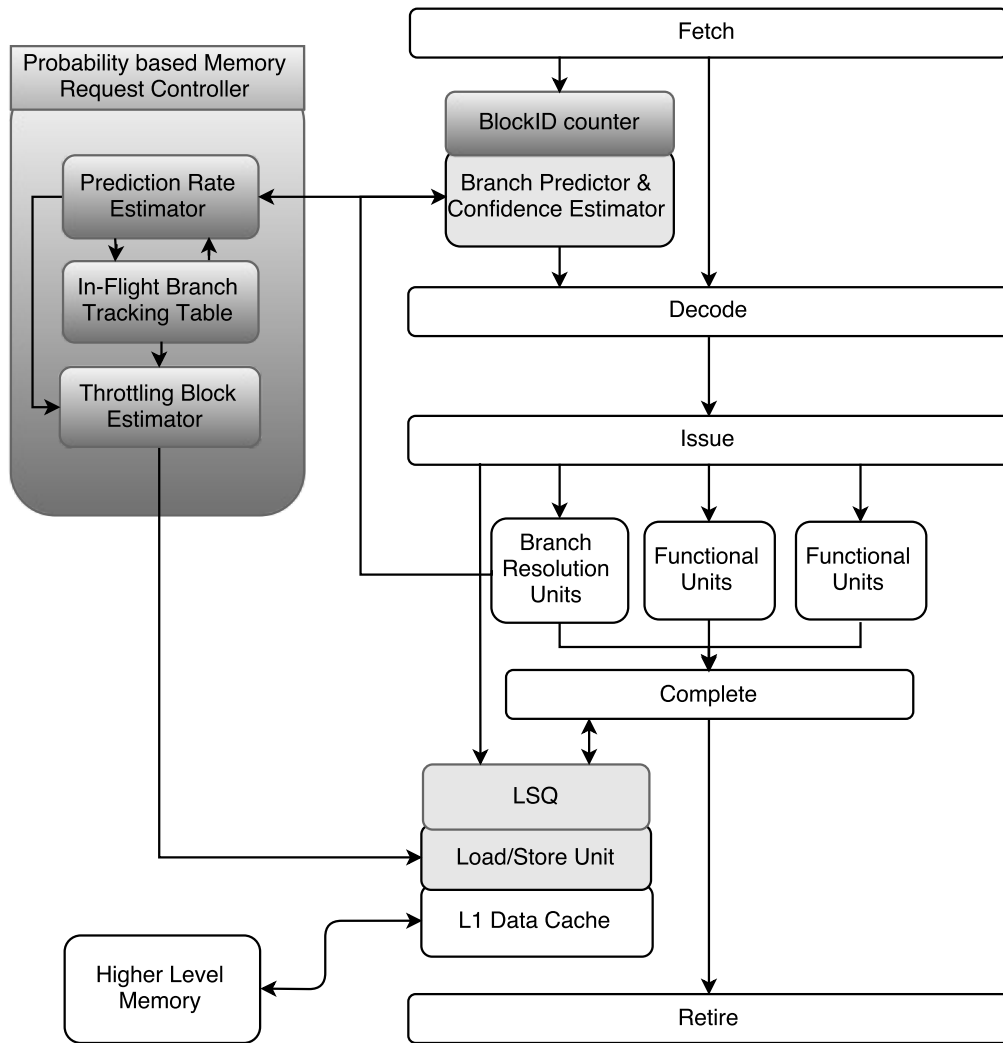 Fetch
Probability based Memory
Request Controller
BlockID counter
Prediction Rate
Estimator
Branch Predictor &
Confidence Estimator
In-Flight Branch
Tracking Table
Decode
Throttling Block
Estimator
Issue
Branch
Resolution
Units
Functional
Units
Functional
Units
Complete
LSQ
Load/Store Unit
L1 Data Cache
Higher Level
Memory
Retire